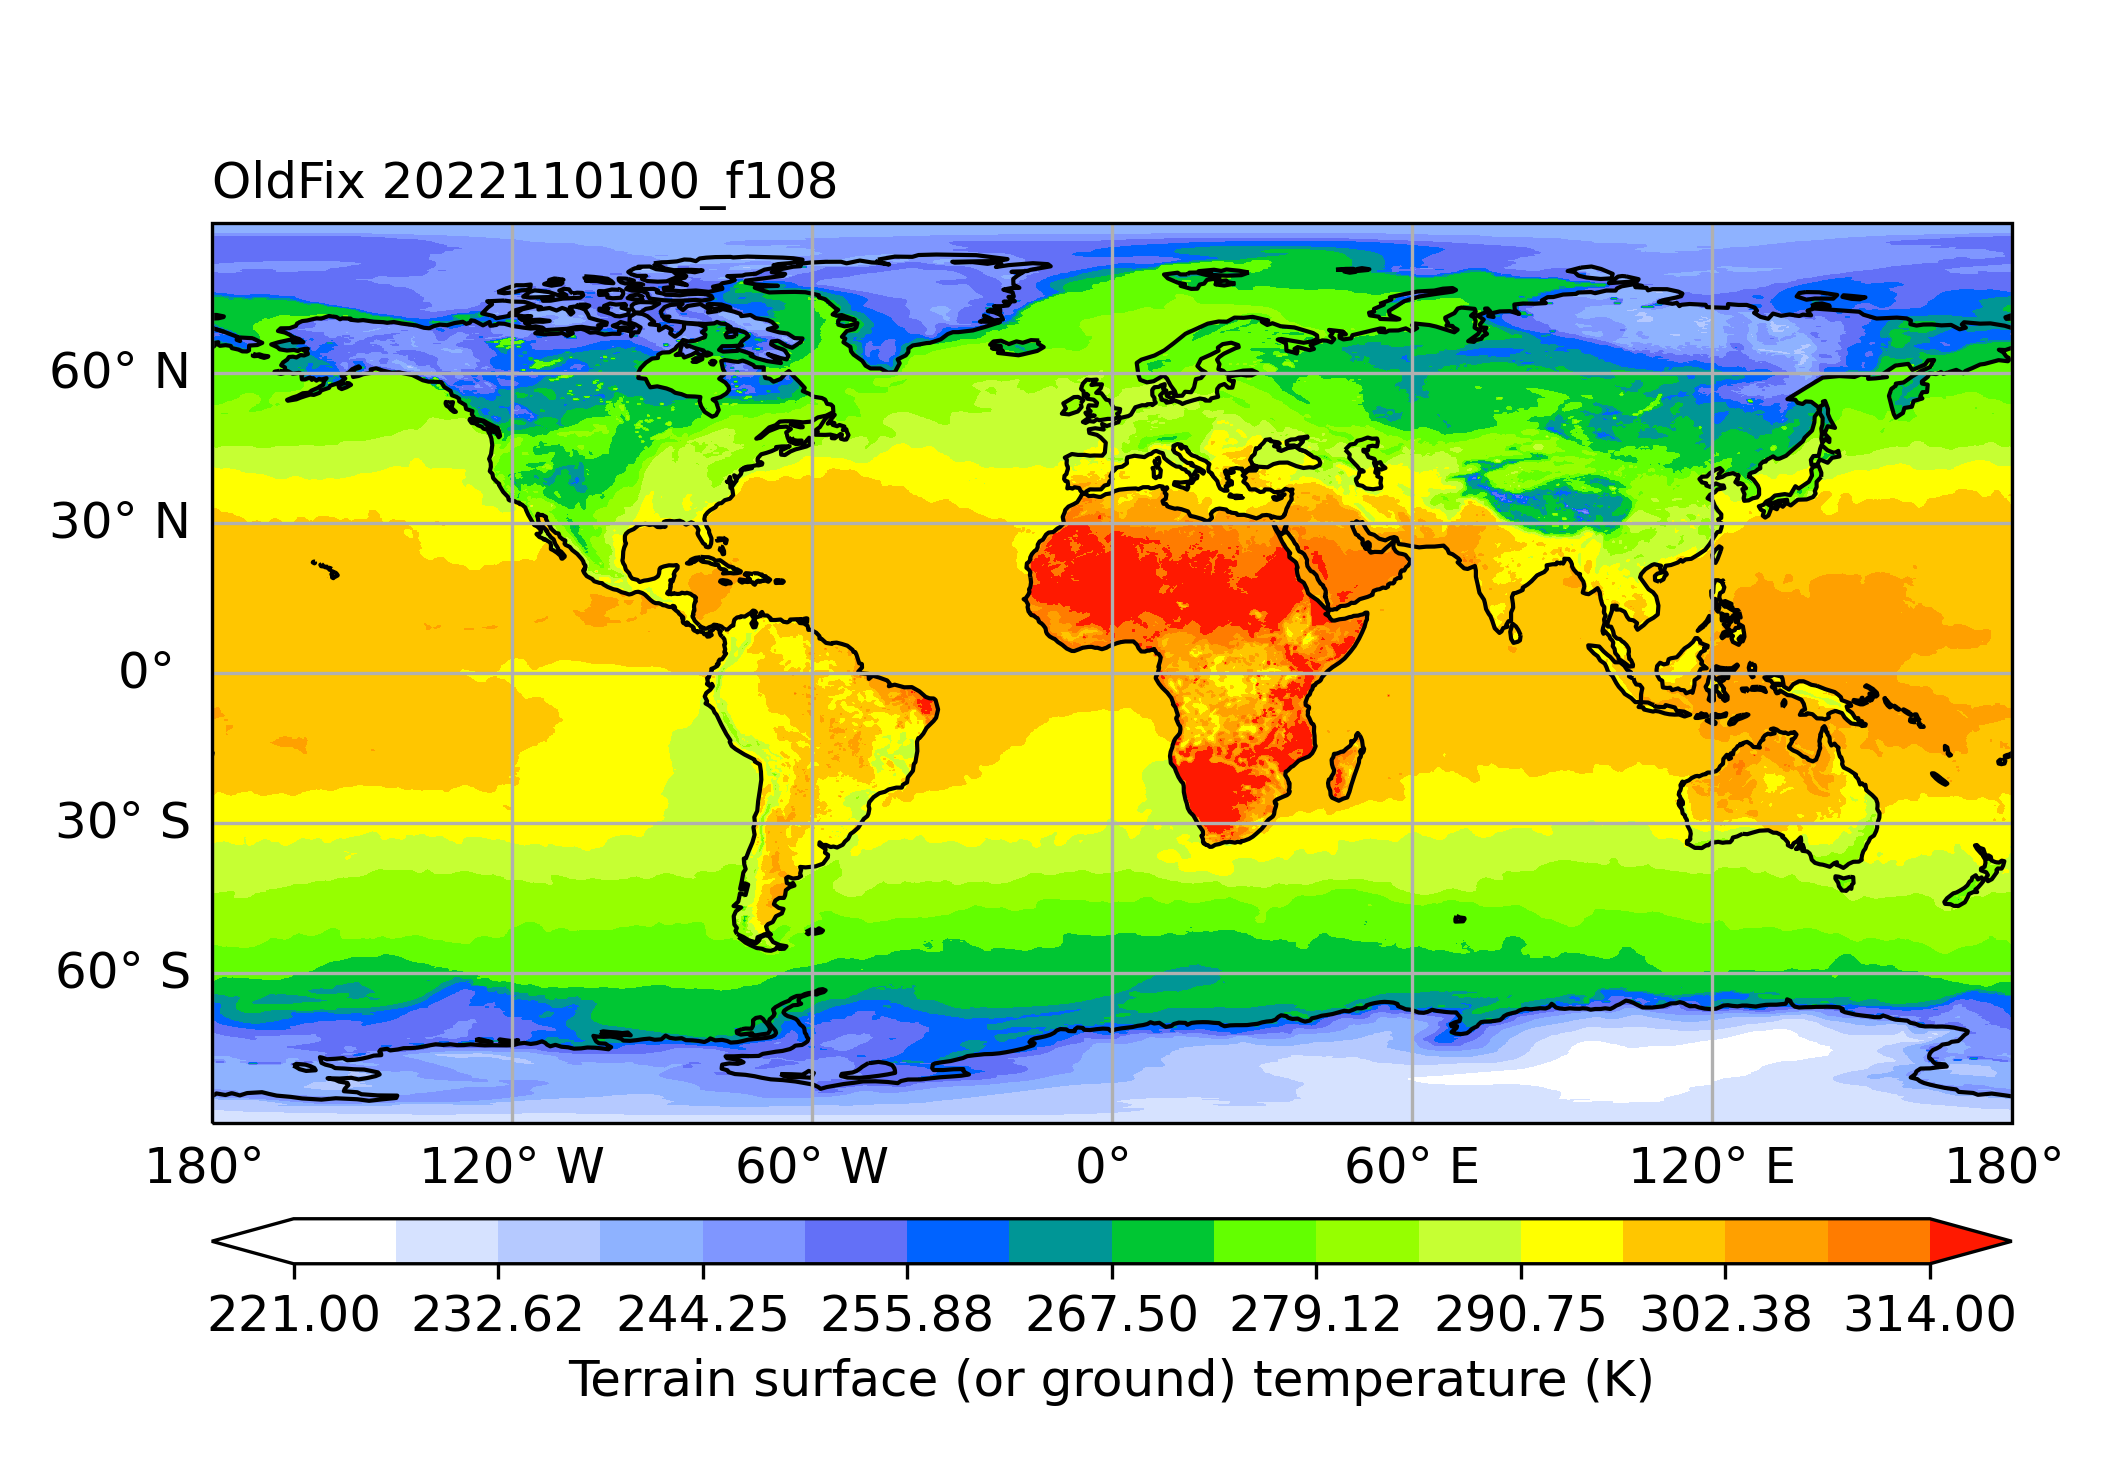 OldFix 2022110100_f108
60° N
30° N
0°
30° S
60° S
180° 120° W 60° W 0° 60° E 120° E 180°
221.00 232.62 244.25 255.88 267.50 279.12 290.75 302.38 314.00
Terrain surface (or ground) temperature (K)